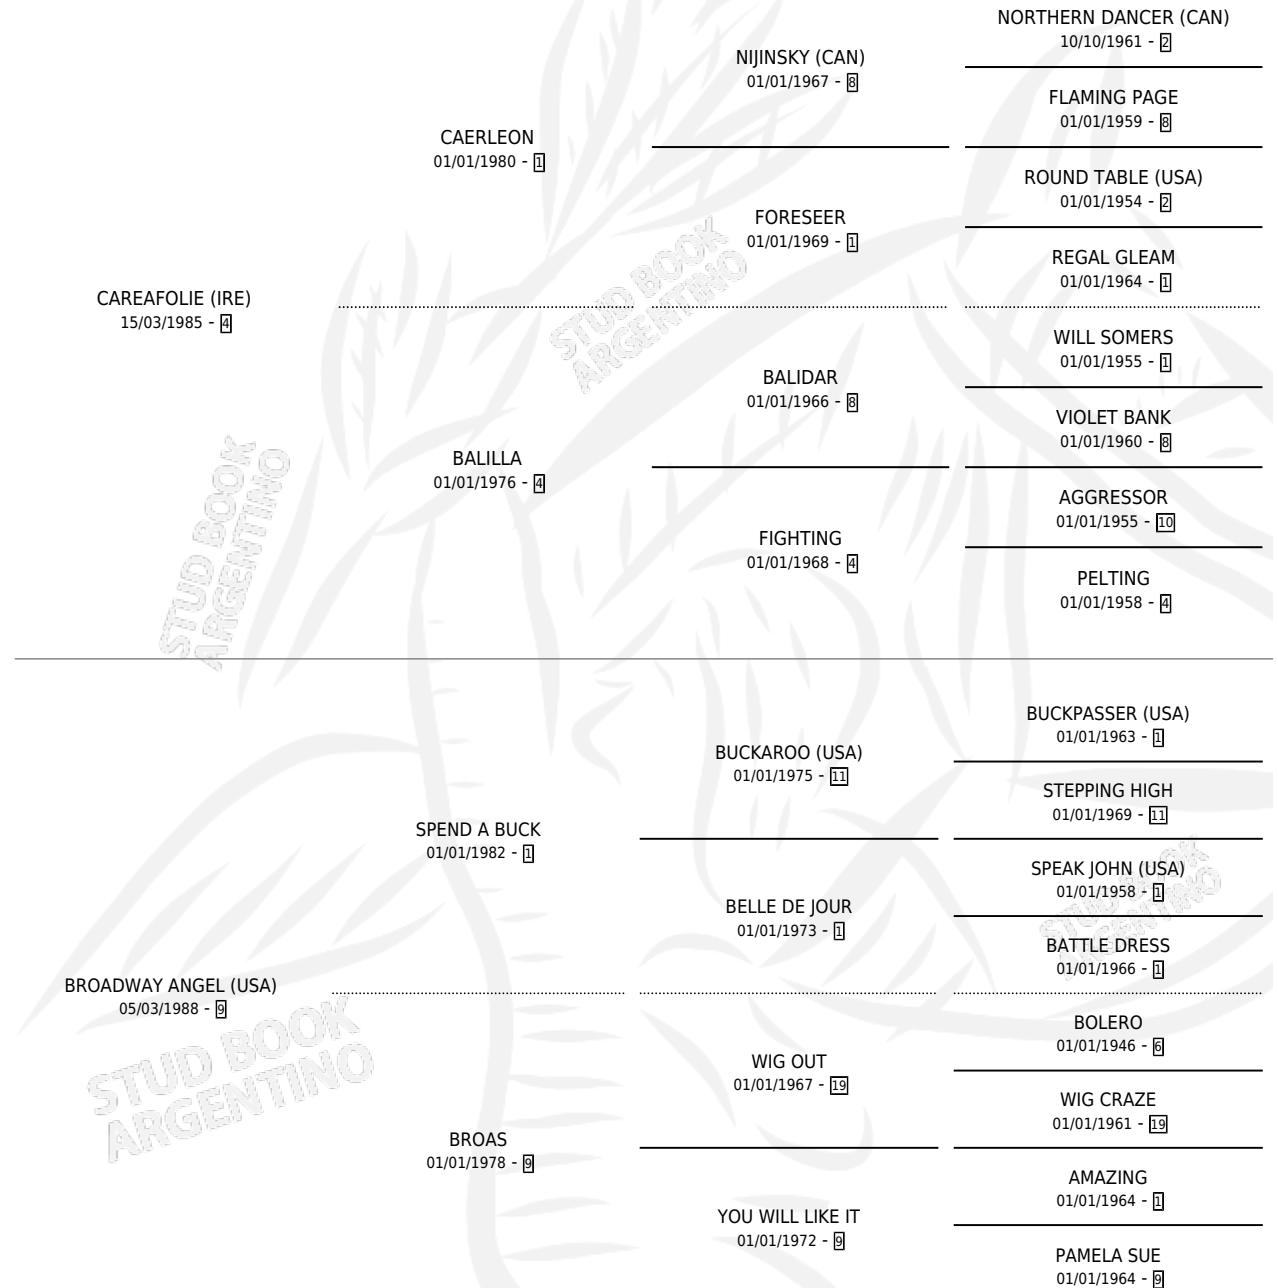 NORTHERN DANCER (CAN)
10/10/1961 - 2
NIJINSKY (CAN)
01/01/1967 - 8
FLAMING PAGE
01/01/1959 - 8
CAERLEON
01/01/1980 - 1
ROUND TABLE (USA)
01/01/1954 - 2
FORESEER
01/01/1969 - 1
REGAL GLEAM
01/01/1964 - 1
CAREAFOLIE (IRE)
15/03/1985 - 4
WILL SOMERS
01/01/1955 - 1
BALIDAR
01/01/1966 - 8
VIOLET BANK
01/01/1960 - 8
BALILLA
01/01/1976 - 4
AGGRESSOR
01/01/1955 - 10
FIGHTING
01/01/1968 - 4
PELTING
01/01/1958 - 4
STUD BOOK
ARGENTINO
STUD BOOK
ARGENTINO
BUCKPASSER (USA)
01/01/1963 - 1
BUCKAROO (USA)
01/01/1975 - 11
STEPPING HIGH
01/01/1969 - 11
SPEND A BUCK
01/01/1982 - 1
SPEAK JOHN (USA)
01/01/1958 - 1
BELLE DE JOUR
01/01/1973 - 1
BATTLE DRESS
01/01/1966 - 1
BROADWAY ANGEL (USA)
05/03/1988 - 9
BOLERO
01/01/1946 - 6
WIG OUT
01/01/1967 - 19
WIG CRAZE
01/01/1961 - 19
BROAS
01/01/1978 - 9
AMAZING
01/01/1964 - 1
YOU WILL LIKE IT
01/01/1972 - 9
PAMELA SUE
01/01/1964 - 9
STUD BOOK
ARGENTINO
STUD BOOK
ARGENTINO